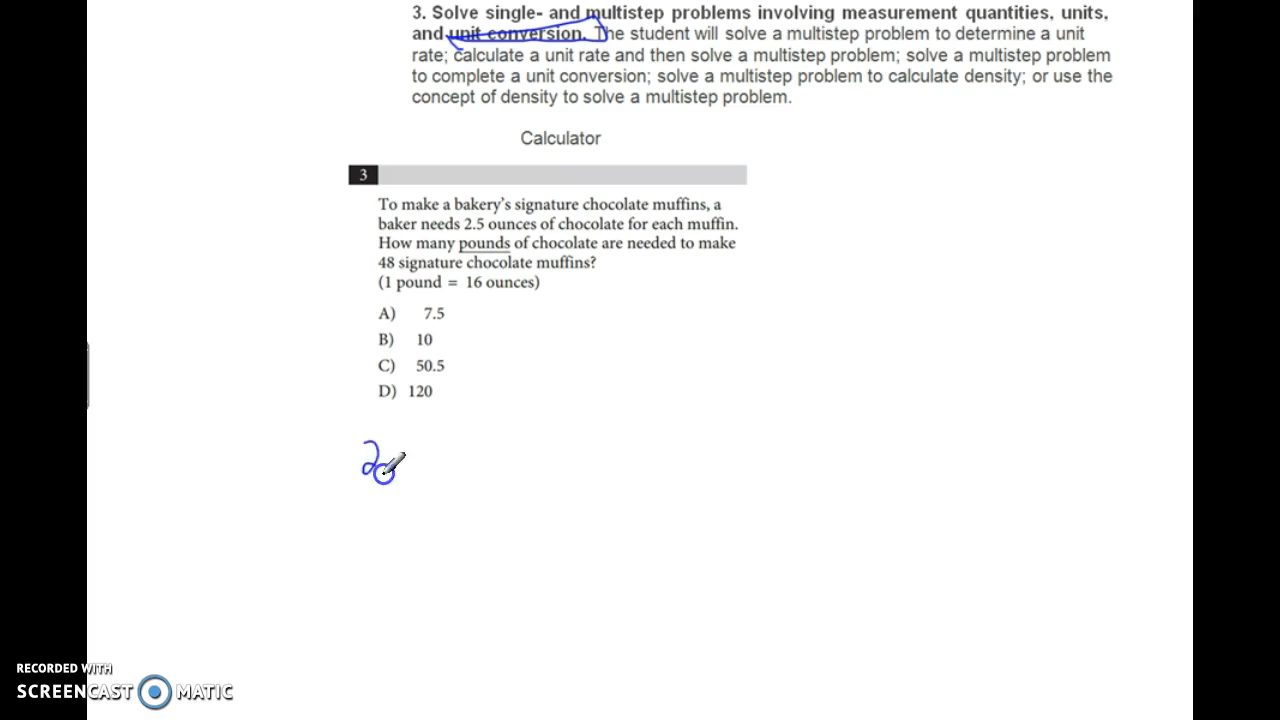 3. Solve single- and multistep problems involving measurement quantities, units,
and unit conversion. The student will solve a multistep problem to determine a unit
rate; calculate a unit rate and then solve a multistep problem; solve a multistep problem
to complete a unit conversion; solve a multistep problem to calculate density; or use the
concept of density to solve a multistep problem.
Calculator
3
To make a bakery's signature chocolate muffins, a
baker needs 2.5 ounces of chocolate for each muffin.
How many pounds of chocolate are needed to make
48 signature chocolate muffins?
(1 pound = 16 ounces)
A) 7.5
B) 10
C) 50.5
D) 120
2
RECORDED WITH
SCREENCAST MATIC